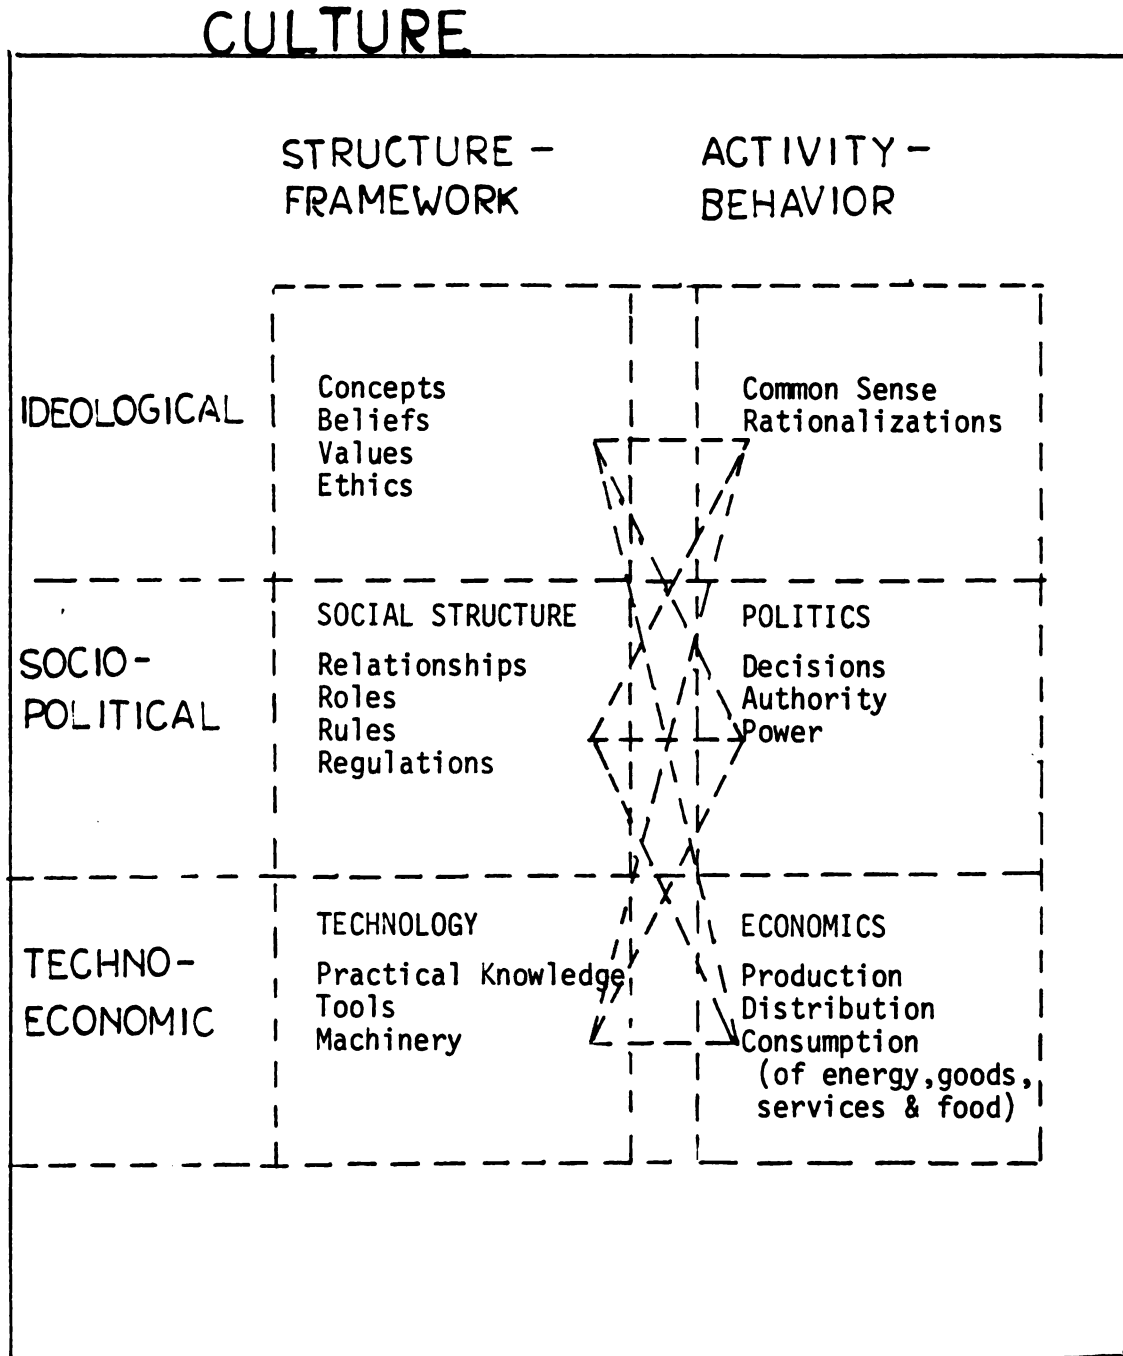 CULTURE
STRUCTURE -
FRAMEWORK
ACTIVITY -
BEHAVIOR
IDEOLOGICAL
Concepts
Beliefs
Values
Ethics
Common Sense
Rationalizations
SOCIO-
POLITICAL
SOCIAL STRUCTURE
Relationships
Roles
Rules
Regulations
POLITICS
Decisions
Authority
Power
TECHNO-
ECONOMIC
TECHNOLOGY
Practical Knowledge
Tools
Machinery
ECONOMICS
Production
Distribution
Consumption
(of energy,goods,
services & food)